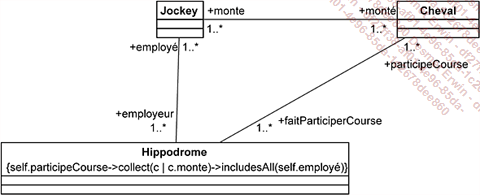 Jockey
+monte
+monté
Cheval
1..*
1..*
+employé
1..*
1..*
+participeCourse
+employeur
+faitParticiperCourse
1..*
1..*
Hippodrome
{self.participeCourse->collect(c | c.monte)->includesAll(self.employé)}